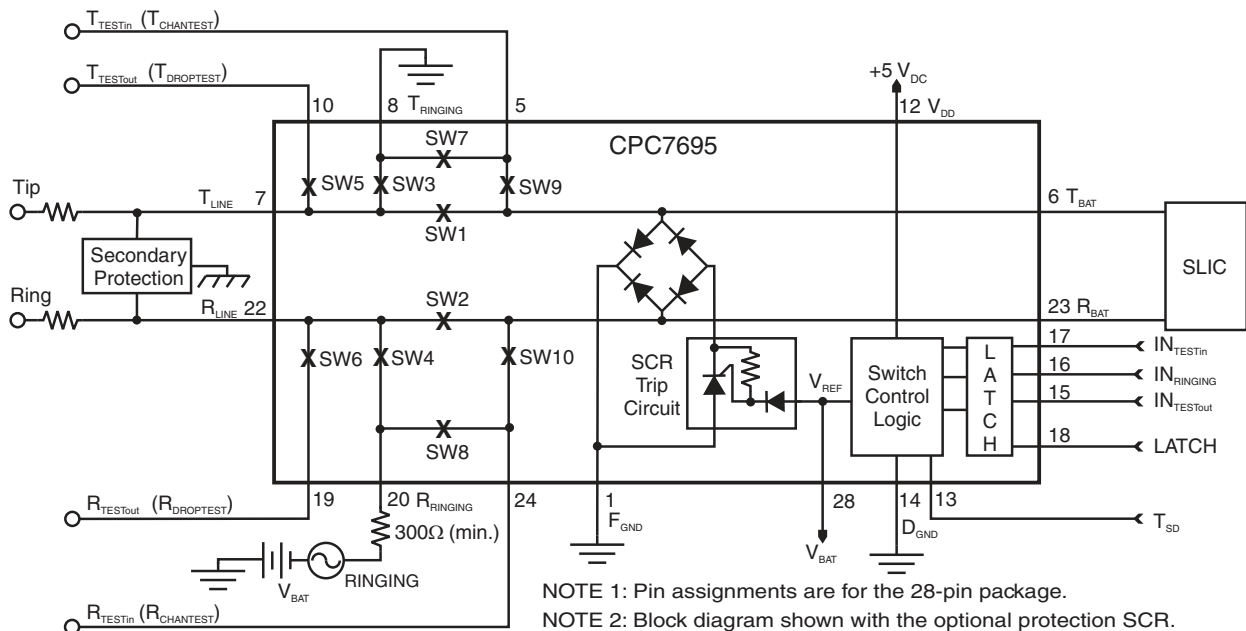 TTESTin (TCHANTEST)
TTESTout (TDROPTEST)
+5 VDC
10
8 TRINGING
5
12 VDD
CPC7695
SW7
SW5
SW3
SW9
Tip
TLINE
7
6 TBAT
SW1
Secondary
Protection
SLIC
Ring
RLINE 22
SW2
23 RBAT
SW6
SW4
SW10
SCR
Trip
Circuit
VREF
Switch
Control
Logic
L
A
T
C
H
17
INTESTin
16
INRINGING
15
INTESTout
18
LATCH
SW8
19
20 RRINGING
24
1
FGND
28
14
DGND
13
RTESTout (RDROPTEST)
300Ω (min.)
TSD
VBAT
RINGING
VBAT
NOTE 1: Pin assignments are for the 28-pin package.
RTESTin (RCHANTEST)
NOTE 2: Block diagram shown with the optional protection SCR.